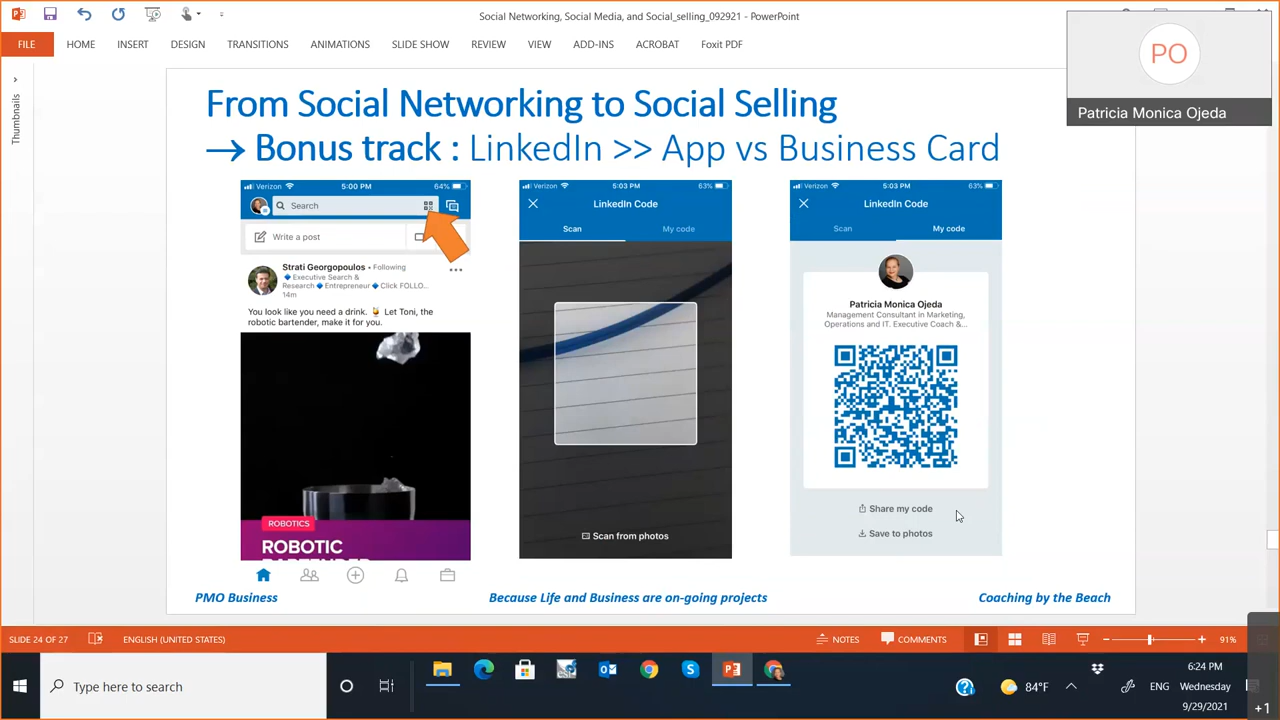 Social Networking, Social Media, and Social_selling_092921 - PowerPoint
FILE HOME INSERT DESIGN TRANSITIONS ANIMATIONS SLIDE SHOW REVIEW VIEW ADD-INS ACROBAT Foxit PDF
PO
Patricia Monica Ojeda
Thumbnails
From Social Networking to Social Selling
→ Bonus track : LinkedIn >> App vs Business Card
Verizon 5:00 PM 64%
Search
Write a post
Strati Georgopoulos • Following
Executive Search &
Research Entrepreneur Click FOLLO...
14m
You look like you need a drink. Let Toni, the
robotic bartender, make it for you.
ROBOTICS
ROBOTIC
Verizon 5:03 PM 63%
LinkedIn Code
Scan My code
Scan from photos
Verizon 5:03 PM 63%
LinkedIn Code
Scan My code
Patricia Monica Ojeda
Management Consultant in Marketing,
Operations and IT. Executive Coach &...
Share my code
Save to photos
PMO Business Because Life and Business are on-going projects Coaching by the Beach
SLIDE 24 OF 27 ENGLISH (UNITED STATES) NOTES COMMENTS 91%
Type here to search
84°F ENG
6:24 PM
Wednesday
9/29/2021
+1